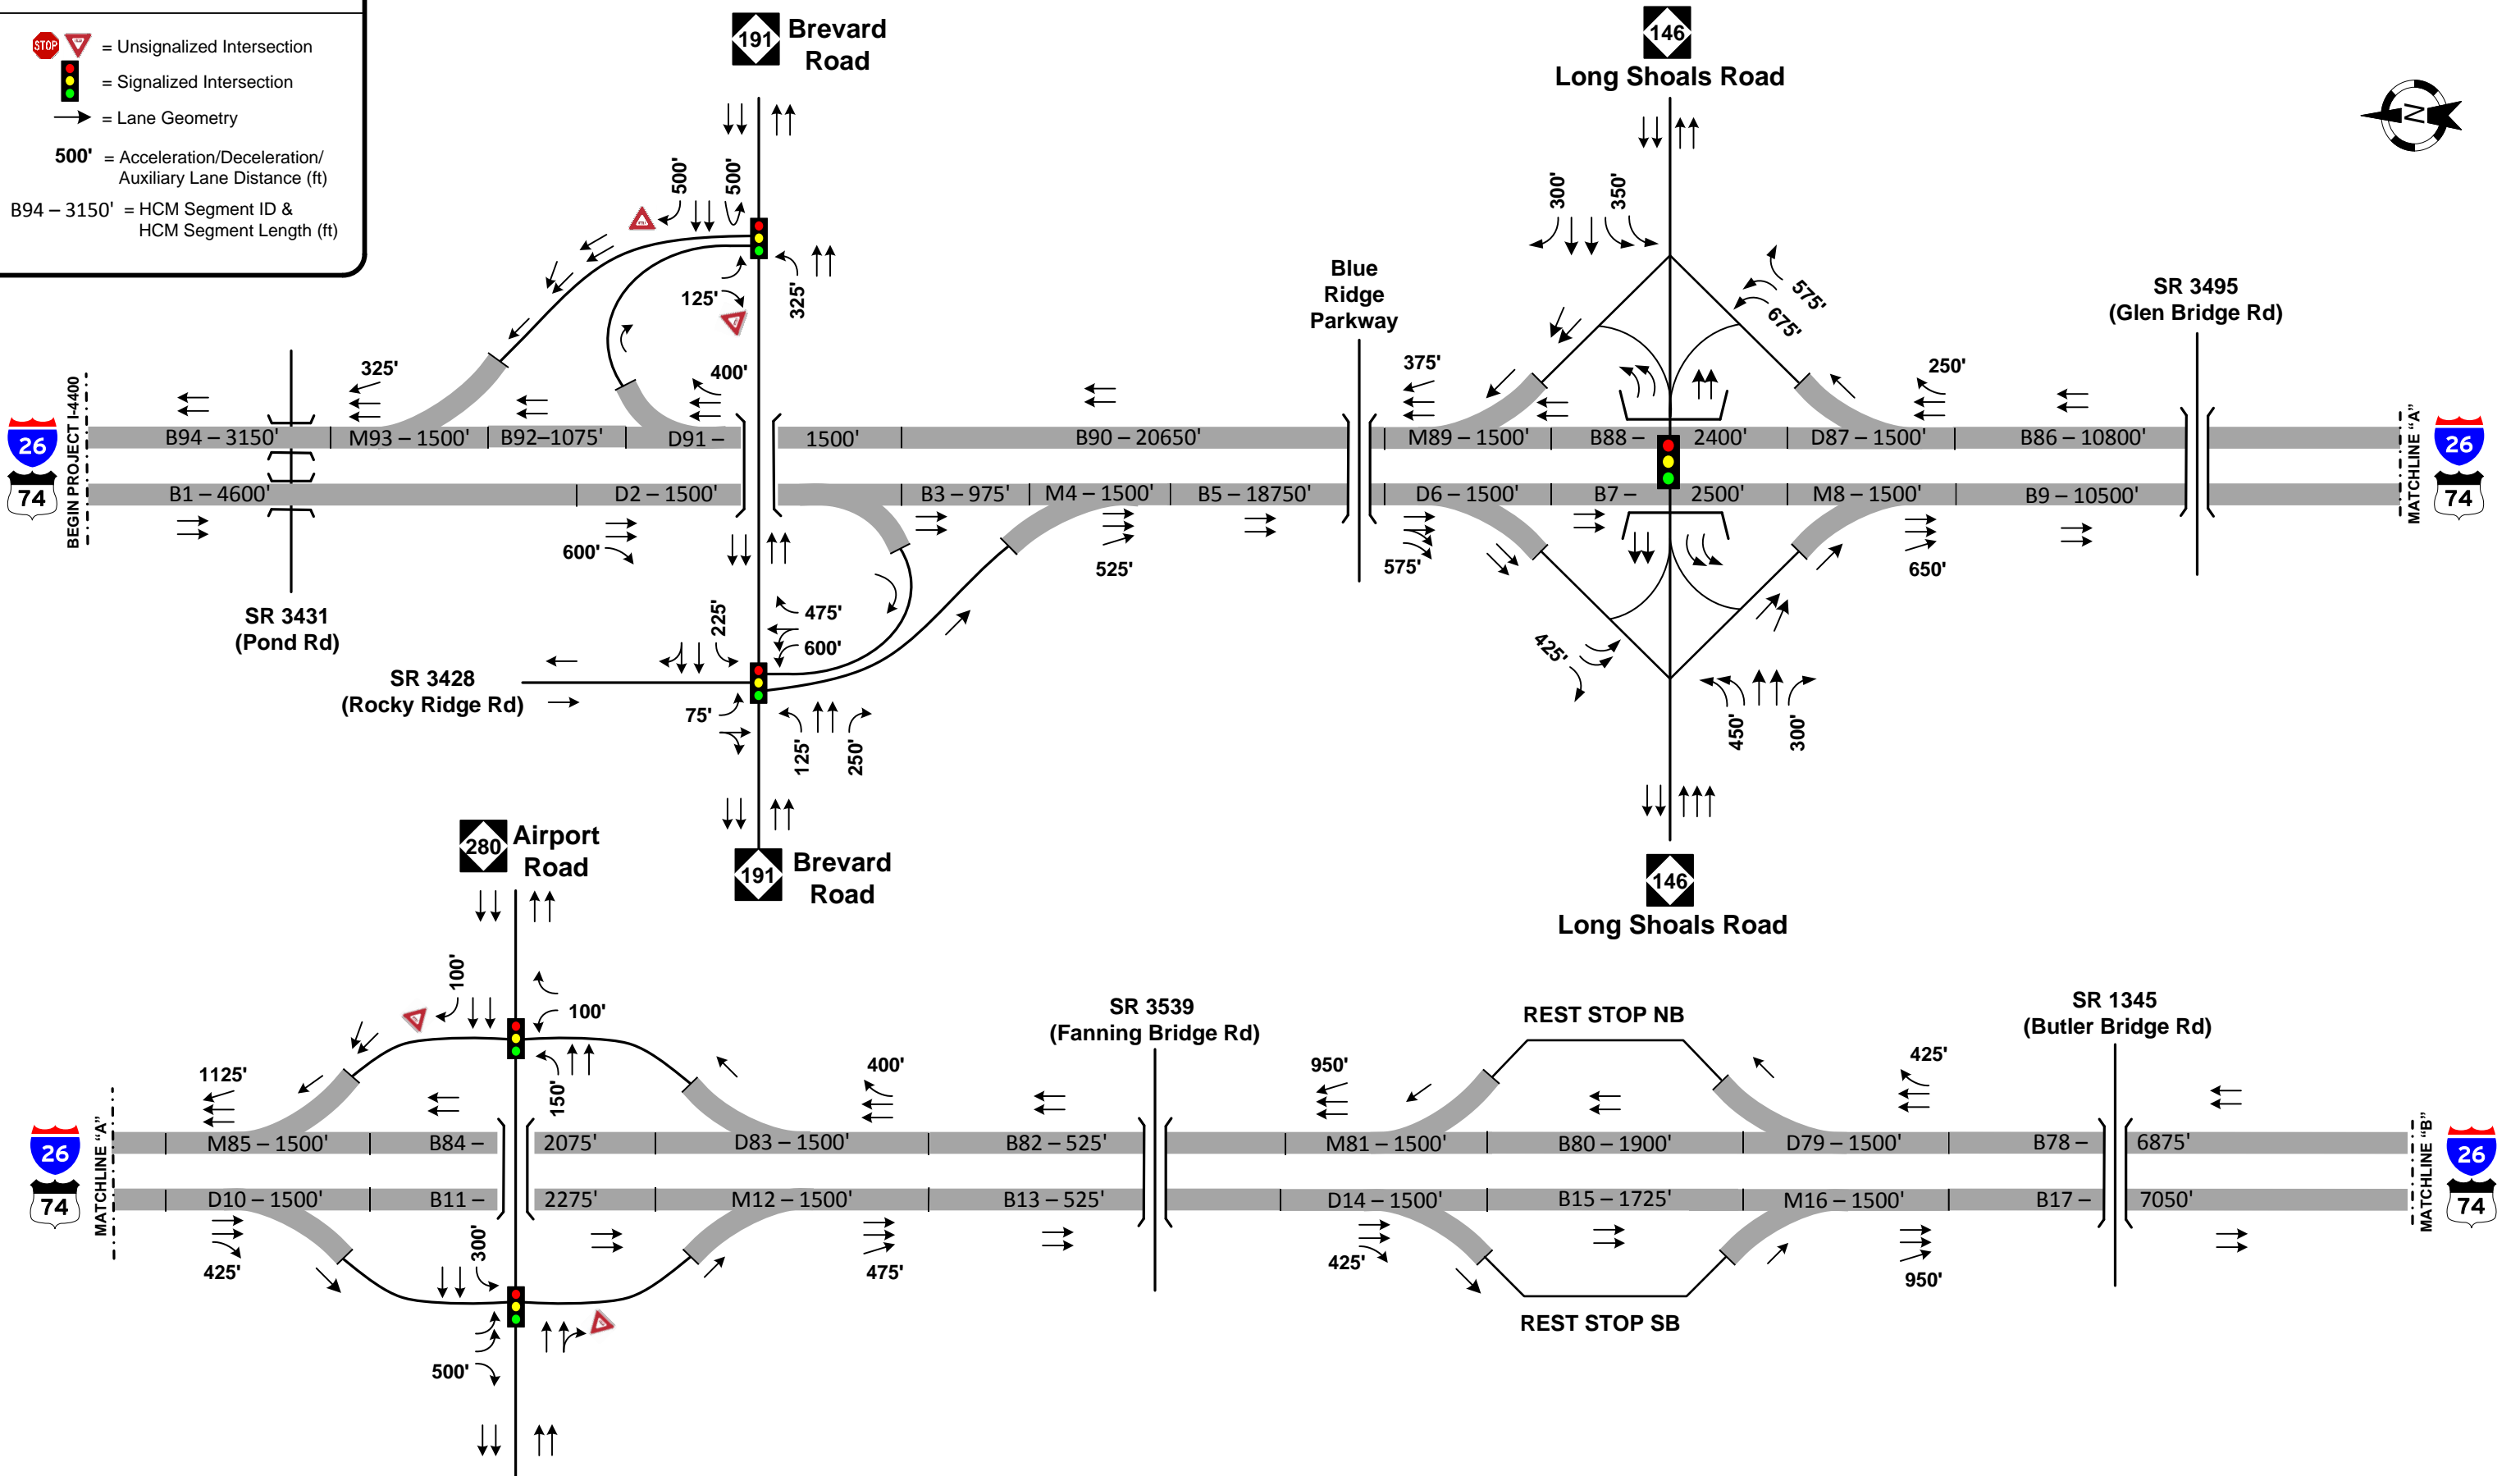 STOP
= Unsignalized Intersection
= Signalized Intersection
= Lane Geometry
500' = Acceleration/Deceleration/
Auxiliary Lane Distance (ft)
B94 – 3150' = HCM Segment ID &
HCM Segment Length (ft)
191 Brevard
Road
146
Long Shoals Road
N
500'
500'
125'
325'
300'
350'
575'
675'
Blue
Ridge
Parkway
SR 3495
(Glen Bridge Rd)
325'
400'
375'
250'
26
74
BEGIN PROJECT I-4400
B94 – 3150'
M93 – 1500'
B92–1075'
D91 –
1500'
B90 – 20650'
M89 – 1500'
B88 –
2400'
D87 – 1500'
B86 – 10800'
MATCHLINE "A"
26
74
B1 – 4600'
D2 – 1500'
B3 – 975'
M4 – 1500'
B5 – 18750'
D6 – 1500'
B7 –
2500'
M8 – 1500'
B9 – 10500'
600'
525'
575'
650'
SR 3431
(Pond Rd)
225'
475'
600'
425'
SR 3428
(Rocky Ridge Rd)
75'
125'
250'
450'
300'
191 Brevard
Road
146
Long Shoals Road
280 Airport
Road
100'
100'
150'
SR 3539
(Fanning Bridge Rd)
REST STOP NB
SR 1345
(Butler Bridge Rd)
1125'
400'
950'
425'
26
74
MATCHLINE "A"
M85 – 1500'
B84 –
2075'
D83 – 1500'
B82 – 525'
M81 – 1500'
B80 – 1900'
D79 – 1500'
B78 –
6875'
MATCHLINE "B"
26
74
D10 – 1500'
B11 –
2275'
M12 – 1500'
B13 – 525'
D14 – 1500'
B15 – 1725'
M16 – 1500'
B17 –
7050'
425'
300'
475'
425'
950'
500'
REST STOP SB